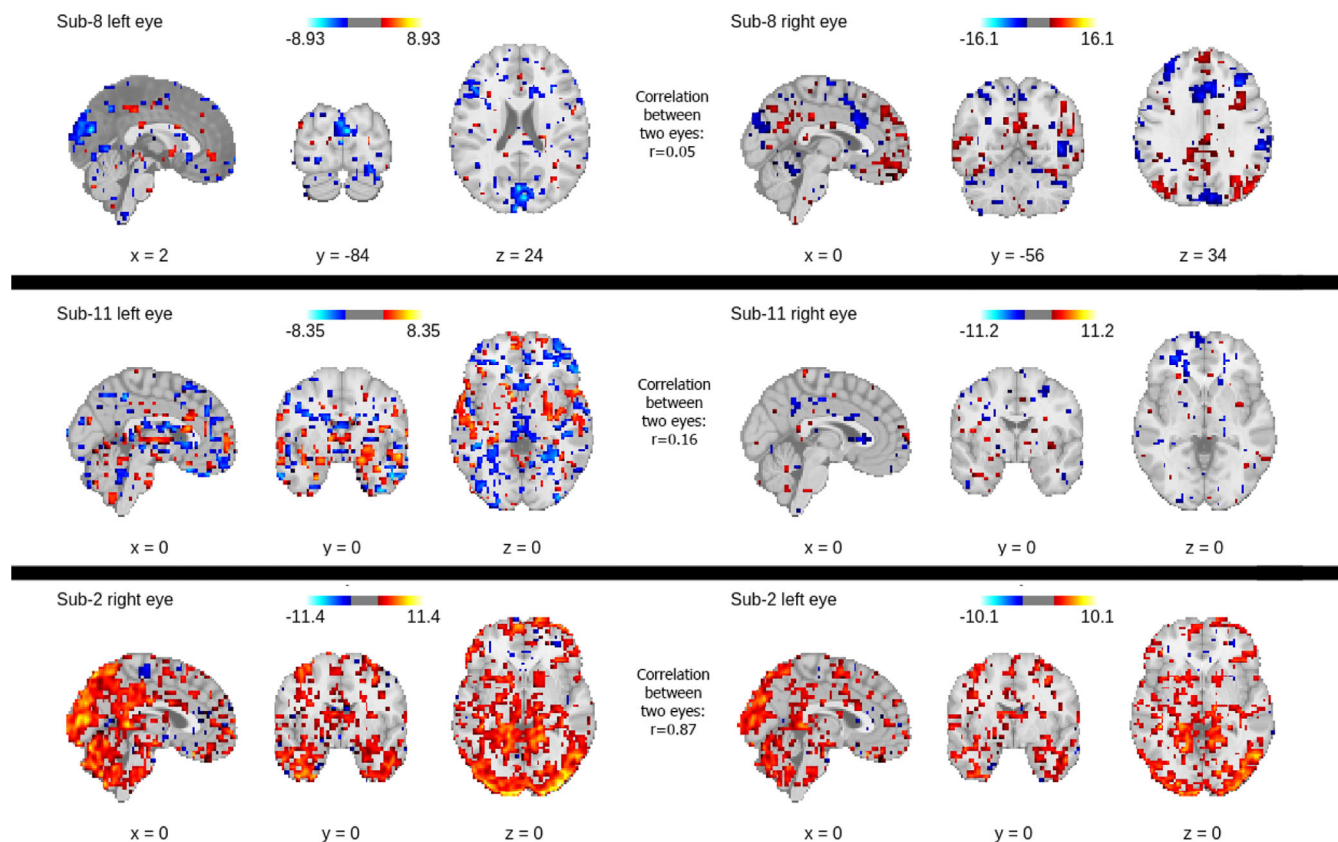 Sub-8 left eye
-8.93 8.93
x = 2 y = -84 z = 24
Correlation
between
two eyes:
r=0.05
Sub-8 right eye
-16.1 16.1
x = 0 y = -56 z = 34
Sub-11 left eye
-8.35 8.35
x = 0 y = 0 z = 0
Correlation
between
two eyes:
r=0.16
Sub-11 right eye
-11.2 11.2
x = 0 y = 0 z = 0
Sub-2 right eye
-11.4 11.4
x = 0 y = 0 z = 0
Correlation
between
two eyes:
r=0.87
Sub-2 left eye
-10.1 10.1
x = 0 y = 0 z = 0